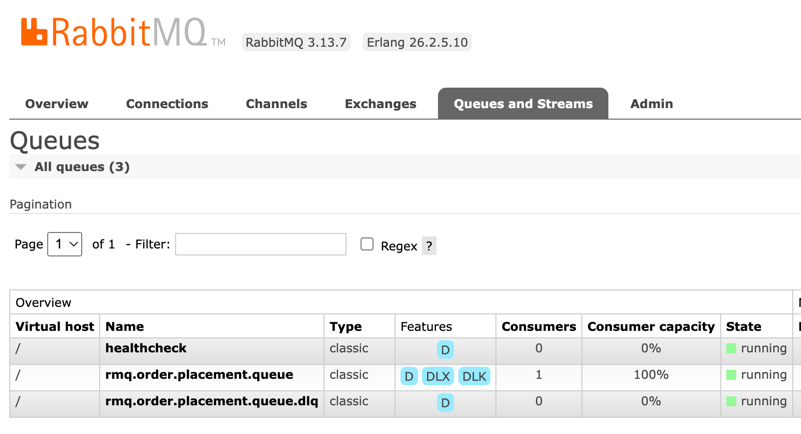 RabbitMQ TM RabbitMQ 3.13.7 Erlang 26.2.5.10
Overview Connections Channels Exchanges Queues and Streams Admin
Queues
All queues (3)
Pagination
Page 1 of 1 - Filter: Regex ?
Overview
Virtual host Name Type Features Consumers Consumer capacity State
/ healthcheck classic D 0 0% running
/ rmq.order.placement.queue classic D DLX DLK 1 100% running
/ rmq.order.placement.queue.dlq classic D 0 0% running